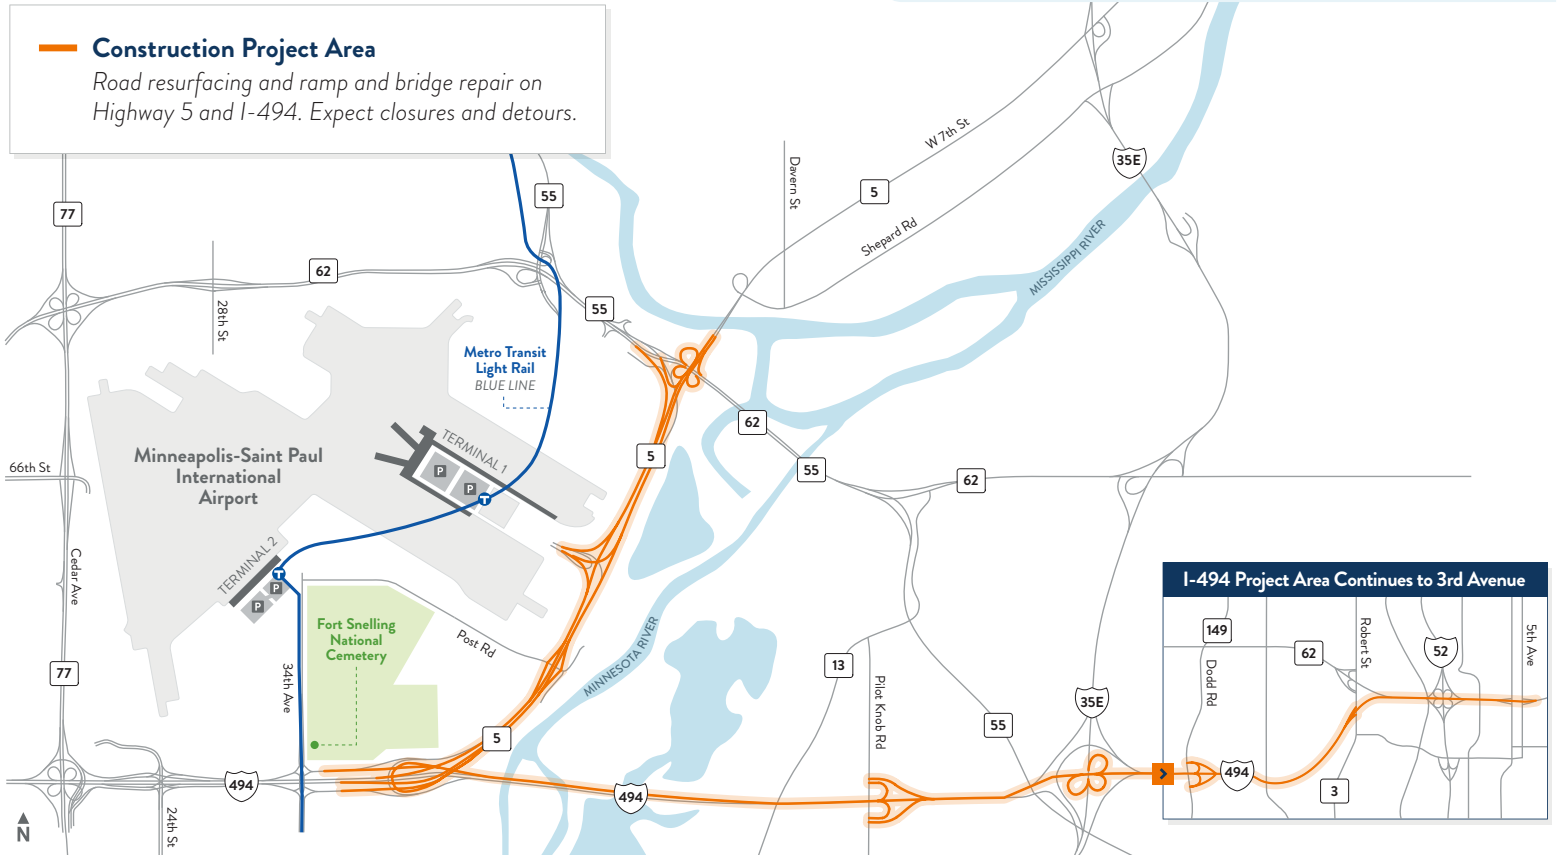 Construction Project Area
Road resurfacing and ramp and bridge repair on
Highway 5 and I-494. Expect closures and detours.
W 7th St
35E
Davern St
5
55
77
Shepard Rd
MISSISSIPPI RIVER
62
28th St
55
Metro Transit
Light Rail
BLUE LINE
62
TERMINAL 1
5
Minneapolis-Saint Paul
International
Airport
66th St
P
P
T
55
62
Cedar Ave
TERMINAL 2
T
P
P
I-494 Project Area Continues to 3rd Avenue
149
Robert St
5th Ave
62
52
Dodd Rd
494
3
Fort Snelling
National
Cemetery
Post Rd
MINNESOTA RIVER
77
34th Ave
13
Pilot Knob Rd
35E
55
5
494
494
24th St
N